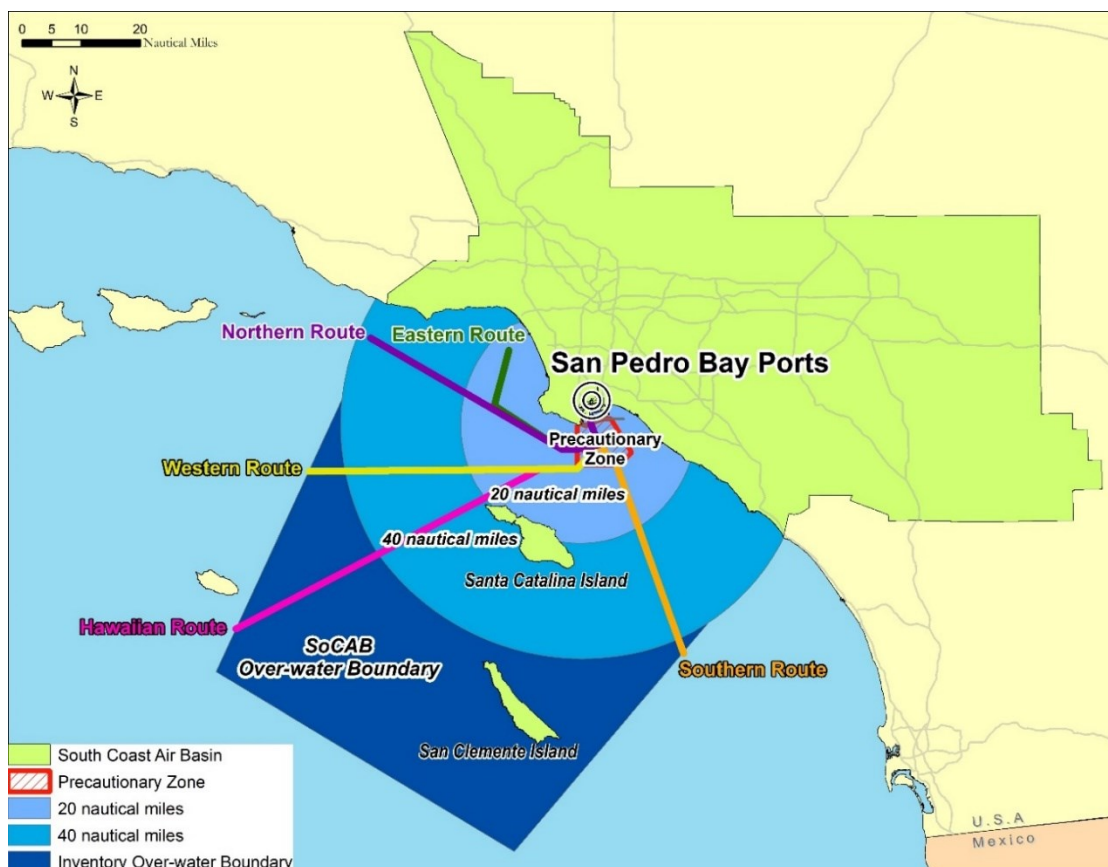 0 5 10 20
Nautical Miles
N
W E
S
Northern Route
Eastern Route
San Pedro Bay Ports
Precautionary
Zone
Western Route
20 nautical miles
40 nautical miles
Santa Catalina Island
Hawaiian Route
SoCAB
Over-water Boundary
Southern Route
San Clemente Island
South Coast Air Basin
Precautionary Zone
20 nautical miles
40 nautical miles
Inventory Over-water Boundary
U.S.A
Mexico